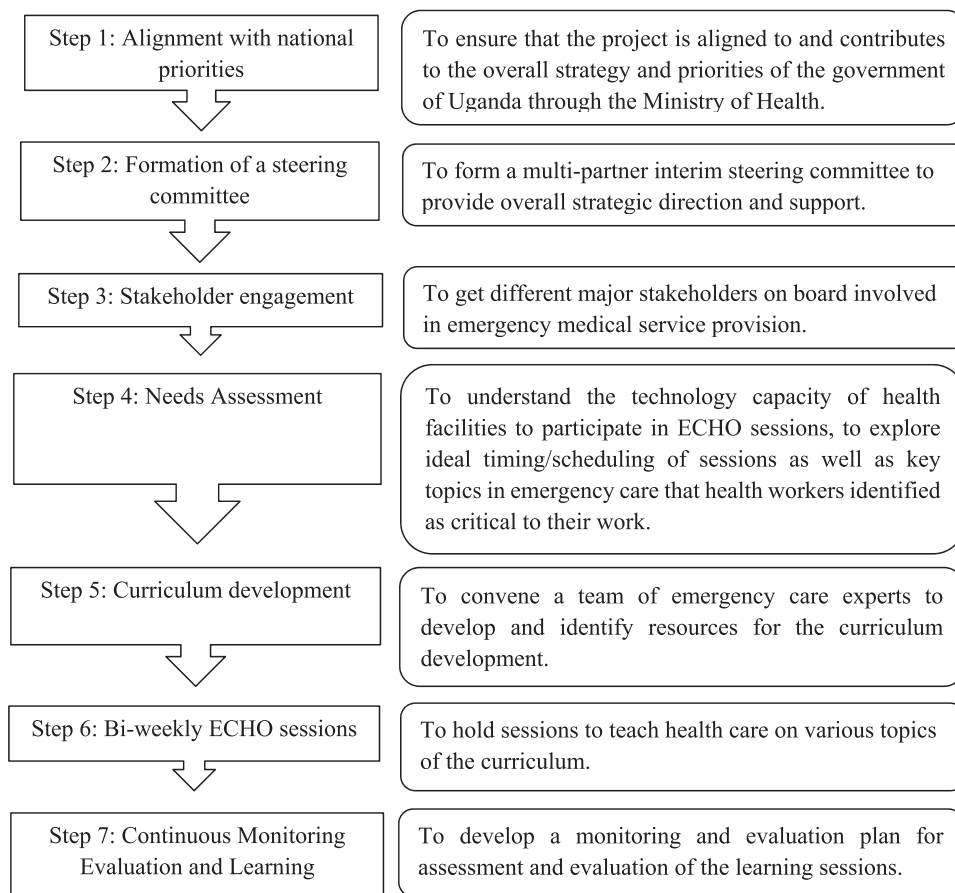 Step 1: Alignment with national
priorities
To ensure that the project is aligned to and contributes
to the overall strategy and priorities of the government
of Uganda through the Ministry of Health.
Step 2: Formation of a steering
committee
To form a multi-partner interim steering committee to
provide overall strategic direction and support.
Step 3: Stakeholder engagement
To get different major stakeholders on board involved
in emergency medical service provision.
Step 4: Needs Assessment
To understand the technology capacity of health
facilities to participate in ECHO sessions, to explore
ideal timing/scheduling of sessions as well as key
topics in emergency care that health workers identified
as critical to their work.
Step 5: Curriculum development
To convene a team of emergency care experts to
develop and identify resources for the curriculum
development.
Step 6: Bi-weekly ECHO sessions
To hold sessions to teach health care on various topics
of the curriculum.
Step 7: Continuous Monitoring
Evaluation and Learning
To develop a monitoring and evaluation plan for
assessment and evaluation of the learning sessions.